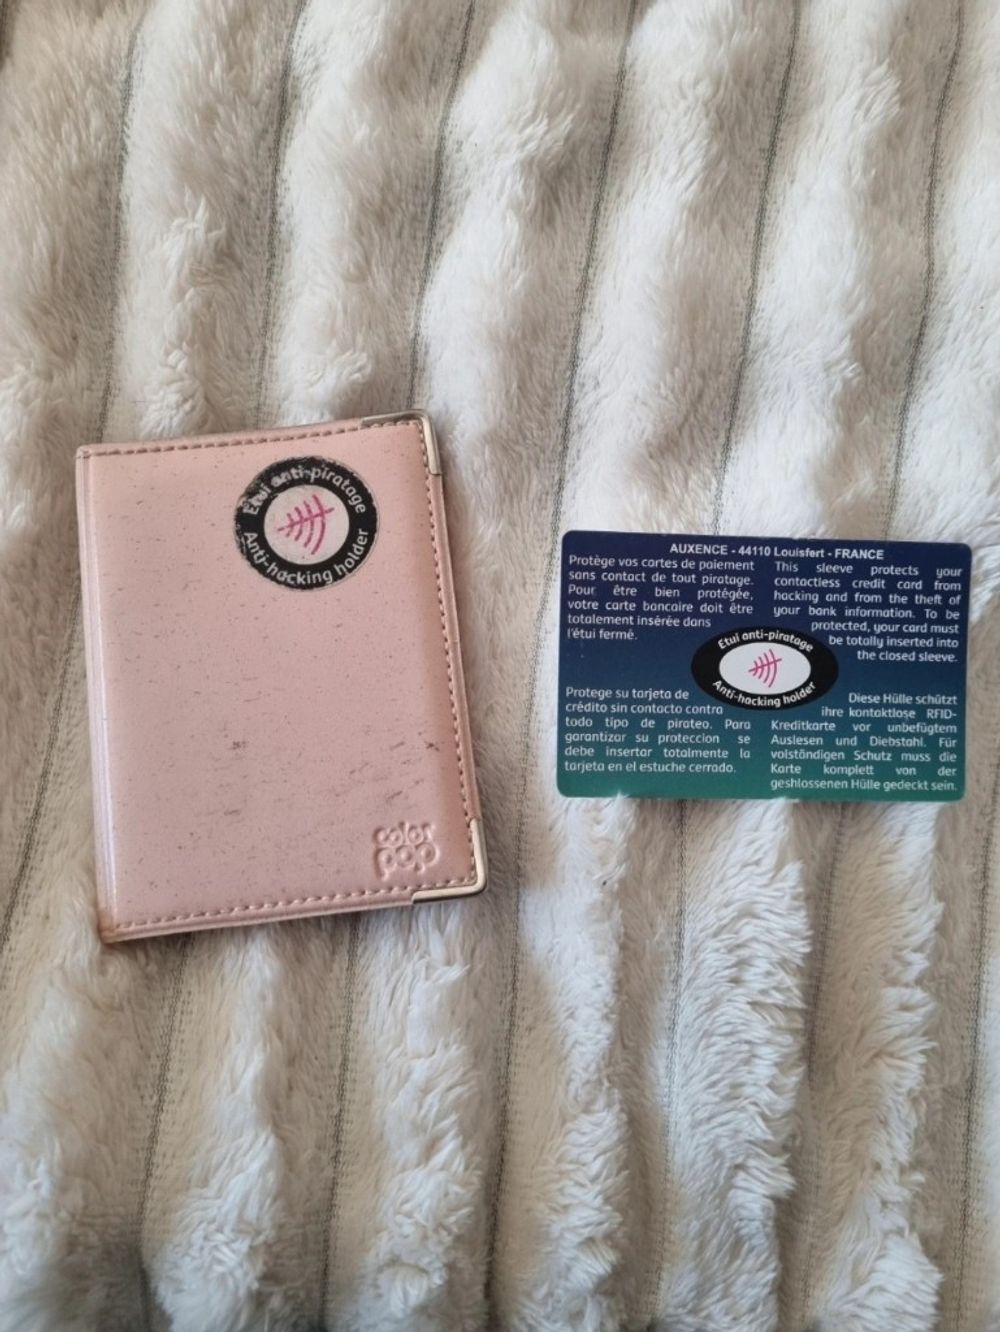 Etui anti-piratage
Anti-hacking holder
color
pop
AUXENCE - 44110 Louisfert - FRANCE
Protège vos cartes de paiement
sans contact de tout piratage.
Pour être bien protégée,
votre carte bancaire doit être
totalement insérée dans
l'étui fermé.
This sleeve protects your
contactless credit card from
hacking and from the theft of
your bank information. To be
protected, your card must
be totally inserted into
the closed sleeve.
Etui anti-piratage
Anti-hacking holder
Protege su tarjeta de
crédito sin contacto contra
todo tipo de pirateo. Para
garantizar su proteccion se
debe insertar totalmente la
tarjeta en el estuche cerrado.
Diese Hülle schützt
ihre kontaktlose RFID-
Kreditkarte vor unbefügtem
Auslesen und Diebstahl. Für
volständigen Schutz muss die
Karte komplett von der
geshlossenen Hülle gedeckt sein.